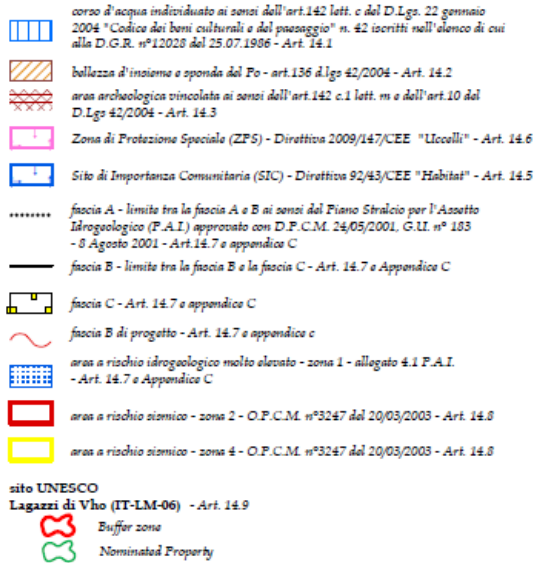 corso d'acqua individuato ai sensi dell'art.142 lett. c del D.Lgs. 22 gennaio
2004 "Codice dei beni culturali e del paesaggio" n. 42 iscritti nell'elenco di cui
alla D.G.R. n°12028 del 25.07.1986 - Art. 14.1
bellezza d'insieme e sponda del Po - art.136 d.lgs 42/2004 - Art. 14.2
area archeologica vincolata ai sensi dell'art.142 c.1 lett. m e dell'art.10 del
D.Lgs 42/2004 - Art. 14.3
Zona di Protezione Speciale (ZPS) - Direttiva 2009/147/CEE "Uccelli" - Art. 14.6
Sito di Importanza Comunitaria (SIC) - Direttiva 92/43/CEE "Habitat" - Art. 14.5
fascia A - limite tra la fascia A e B ai sensi del Piano Stralcio per l'Assetto
Idrogeologico (P.A.I.) approvato con D.P.C.M. 24/05/2001, G.U. n° 183
- 8 Agosto 2001 - Art.14.7 e appendice C
fascia B - limite tra la fascia B e la fascia C - Art. 14.7 e Appendice C
fascia C - Art. 14.7 e appendice C
fascia B di progetto - Art. 14.7 e appendice c
area a rischio idrogeologico molto elevato - zona 1 - allegato 4.1 P.A.I.
- Art. 14.7 e Appendice C
area a rischio sismico - zona 2 - O.P.C.M. n°3247 del 20/03/2003 - Art. 14.8
area a rischio sismico - zona 4 - O.P.C.M. n°3247 del 20/03/2003 - Art. 14.8
sito UNESCO
Lagazzi di Vho (IT-LM-06) - Art. 14.9
Buffer zone
Nominated Property